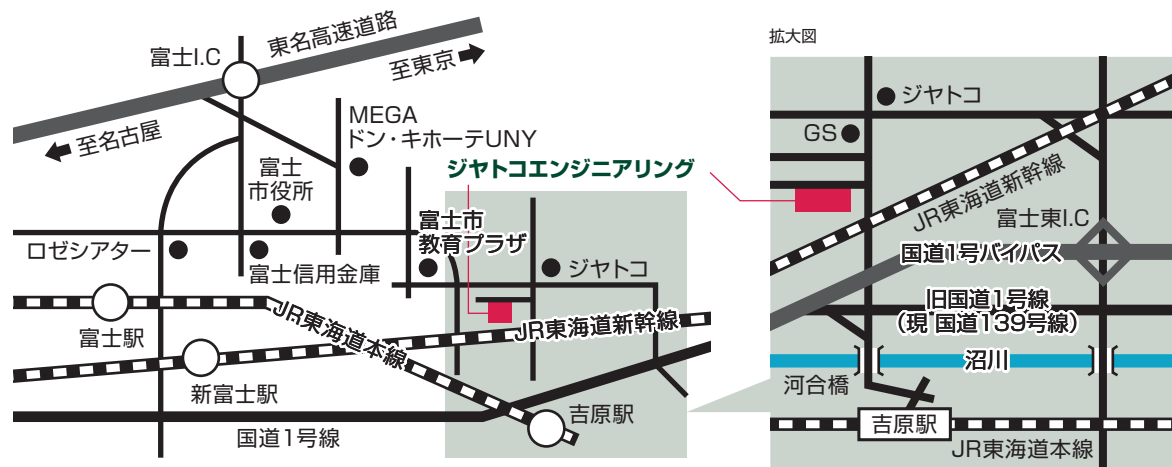 東名高速道路
富士I.C
至東京
至名古屋
MEGA
ドン・キホーテUNY
富士
市役所
ジヤトコエンジニアリング
ロゼシアター
富士信用金庫
富士市
教育プラザ
ジヤトコ
富士駅
JR東海道本線
JR東海道新幹線
新富士駅
国道1号線
吉原駅
拡大図
ジヤトコ
GS
JR東海道新幹線
富士東I.C
国道1号バイパス
旧国道1号線
（現 国道139号線）
沼川
河合橋
吉原駅
JR東海道本線